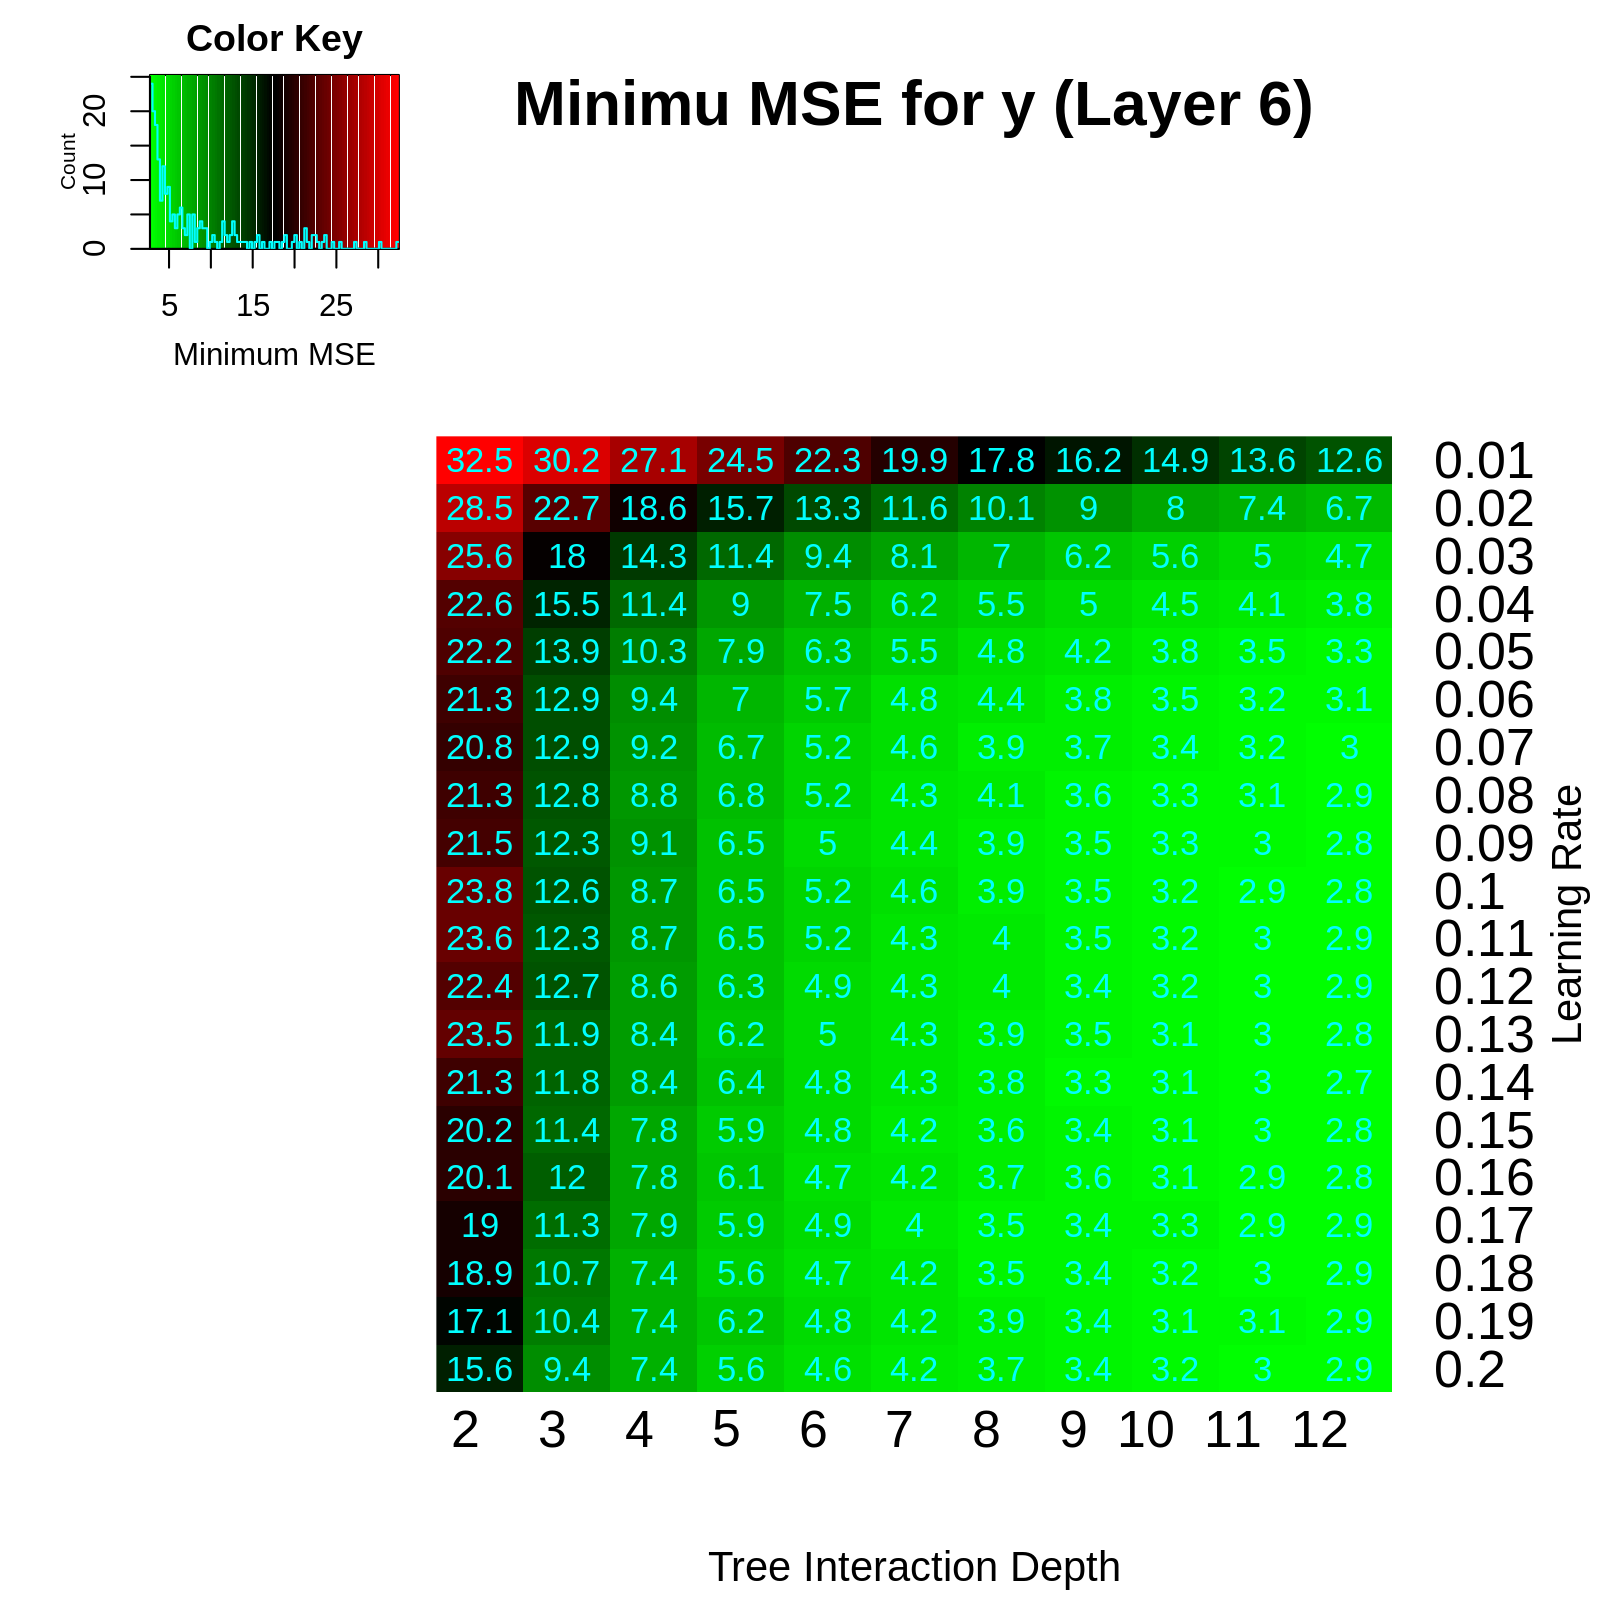 Color Key
Minimu MSE for y (Layer 6)
Count
0 10 20
5 15 25
Minimum MSE
32.5 30.2 27.1 24.5 22.3 19.9 17.8 16.2 14.9 13.6 12.6 0.01
28.5 22.7 18.6 15.7 13.3 11.6 10.1 9 8 7.4 6.7 0.02
25.6 18 14.3 11.4 9.4 8.1 7 6.2 5.6 5 4.7 0.03
22.6 15.5 11.4 9 7.5 6.2 5.5 5 4.5 4.1 3.8 0.04
22.2 13.9 10.3 7.9 6.3 5.5 4.8 4.2 3.8 3.5 3.3 0.05
21.3 12.9 9.4 7 5.7 4.8 4.4 3.8 3.5 3.2 3.1 0.06
20.8 12.9 9.2 6.7 5.2 4.6 3.9 3.7 3.4 3.2 3 0.07
21.3 12.8 8.8 6.8 5.2 4.3 4.1 3.6 3.3 3.1 2.9 0.08
21.5 12.3 9.1 6.5 5 4.4 3.9 3.5 3.3 3 2.8 0.09
23.8 12.6 8.7 6.5 5.2 4.6 3.9 3.5 3.2 2.9 2.8 0.1
23.6 12.3 8.7 6.5 5.2 4.3 4 3.5 3.2 3 2.9 0.11
22.4 12.7 8.6 6.3 4.9 4.3 4 3.4 3.2 3 2.9 0.12
23.5 11.9 8.4 6.2 5 4.3 3.9 3.5 3.1 3 2.8 0.13
21.3 11.8 8.4 6.4 4.8 4.3 3.8 3.3 3.1 3 2.7 0.14
20.2 11.4 7.8 5.9 4.8 4.2 3.6 3.4 3.1 3 2.8 0.15
20.1 12 7.8 6.1 4.7 4.2 3.7 3.6 3.1 2.9 2.8 0.16
19 11.3 7.9 5.9 4.9 4 3.5 3.4 3.3 2.9 2.9 0.17
18.9 10.7 7.4 5.6 4.7 4.2 3.5 3.4 3.2 3 2.9 0.18
17.1 10.4 7.4 6.2 4.8 4.2 3.9 3.4 3.1 3.1 2.9 0.19
15.6 9.4 7.4 5.6 4.6 4.2 3.7 3.4 3.2 3 2.9 0.2
Learning Rate
2 3 4 5 6 7 8 9 10 11 12
Tree Interaction Depth